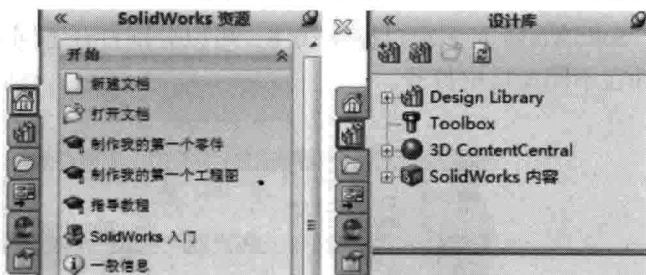 SolidWorks 资源
开始
新建文档
打开文档
制作我的第一个零件
制作我的第一个工程图
指导教程
SolidWorks 入门
一般信息
设计库
Design Library
Toolbox
3D ContentCentral
SolidWorks 内容